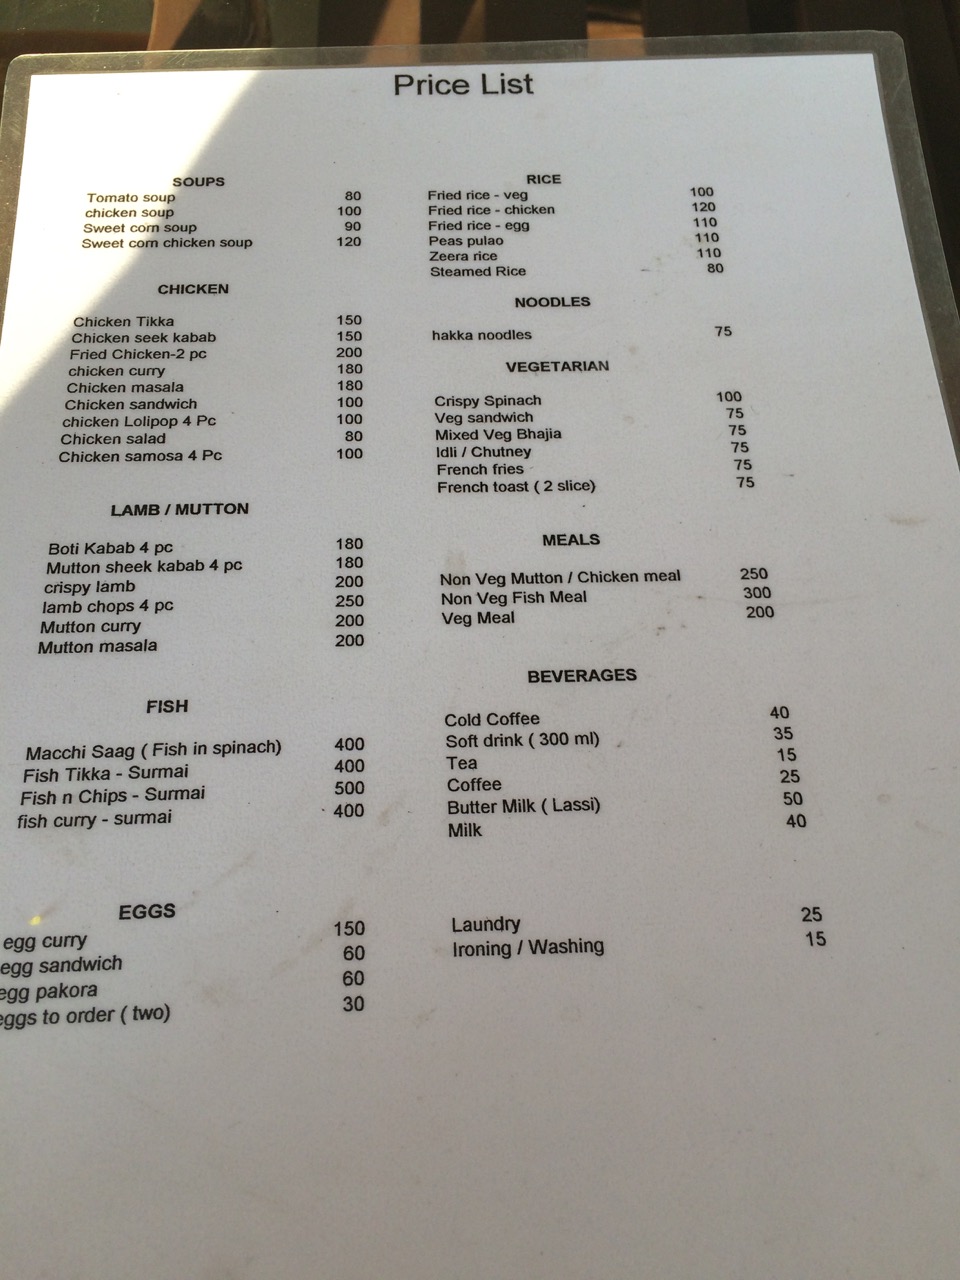 Price List
SOUPS
Tomato soup 80
chicken soup 100
Sweet corn soup 90
Sweet corn chicken soup 120
CHICKEN
Chicken Tikka 150
Chicken seek kabab 150
Fried Chicken-2 pc 200
chicken curry 180
Chicken masala 180
Chicken sandwich 100
chicken Lolipop 4 Pc 100
Chicken salad 80
Chicken samosa 4 Pc 100
LAMB / MUTTON
Boti Kabab 4 pc 180
Mutton sheek kabab 4 pc 180
crispy lamb 200
lamb chops 4 pc 250
Mutton curry 200
Mutton masala 200
FISH
Macchi Saag ( Fish in spinach) 400
Fish Tikka - Surmai 400
Fish n Chips - Surmai 500
fish curry - surmai 400
EGGS
egg curry 150
egg sandwich 60
egg pakora 60
eggs to order ( two) 30
RICE
Fried rice - veg 100
Fried rice - chicken 120
Fried rice - egg 110
Peas pulao 110
Zeera rice 110
Steamed Rice 80
NOODLES
hakka noodles 75
VEGETARIAN
Crispy Spinach 100
Veg sandwich 75
Mixed Veg Bhajia 75
Idli / Chutney 75
French fries 75
French toast ( 2 slice) 75
MEALS
Non Veg Mutton / Chicken meal 250
Non Veg Fish Meal 300
Veg Meal 200
BEVERAGES
Cold Coffee 40
Soft drink ( 300 ml) 35
Tea 15
Coffee 25
Butter Milk ( Lassi) 50
Milk 40
Laundry 25
Ironing / Washing 15